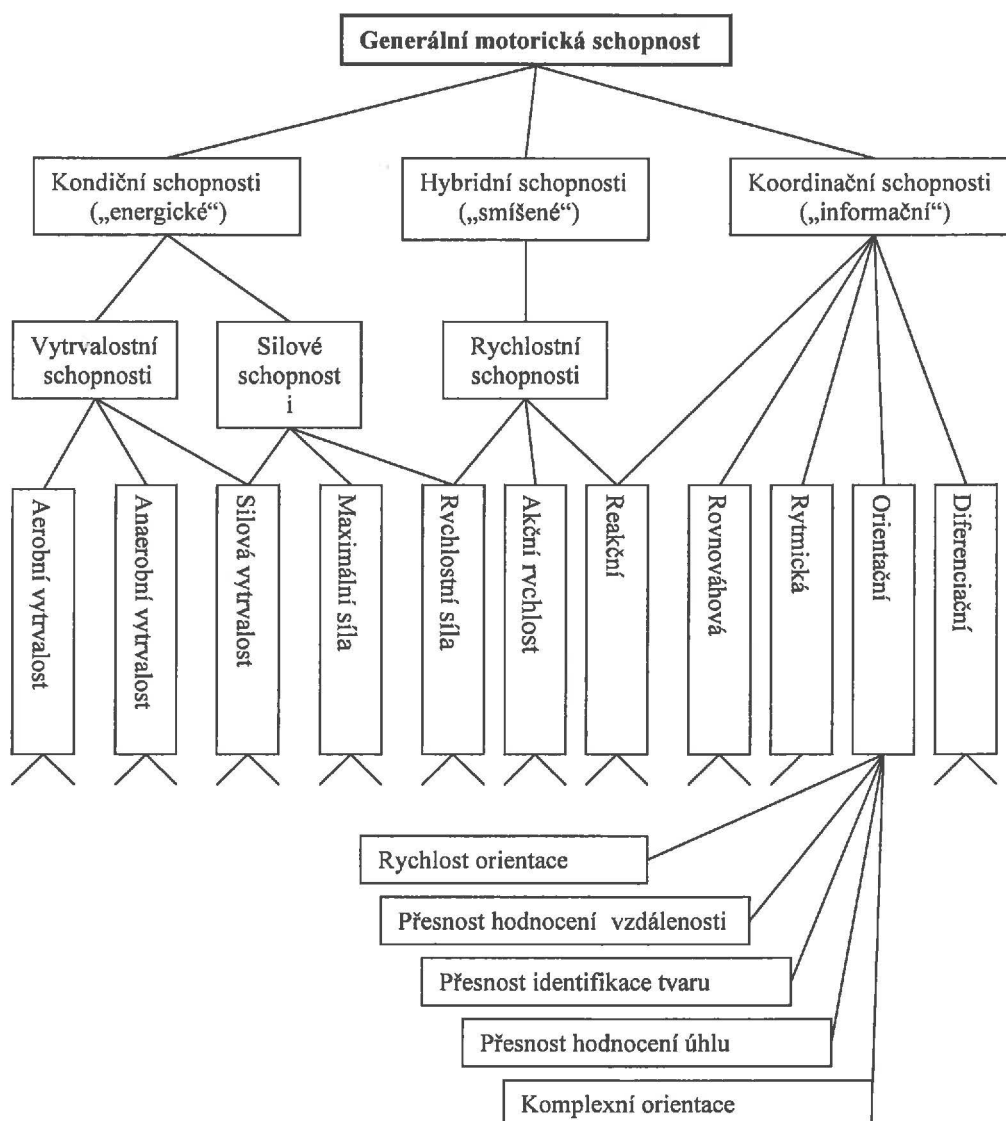 Generální motorická schopnost
Kondiční schopnosti
(„energické“)
Hybridní schopnosti
(„smíšené“)
Koordinační schopnosti
(„informační“)
Vytrvalostní
schopnosti
Silové
schopnost
i
Rychlostní
schopnosti
Aerobní vytrvalost
Anaerobní vytrvalost
Silová vytrvalost
Maximální síla
Rychlostní síla
Akční rychlost
Reakční
Rovnováhová
Rytmická
Orientační
Diferenciační
Rychlost orientace
Přesnost hodnocení vzdálenosti
Přesnost identifikace tvaru
Přesnost hodnocení úhlu
Komplexní orientace